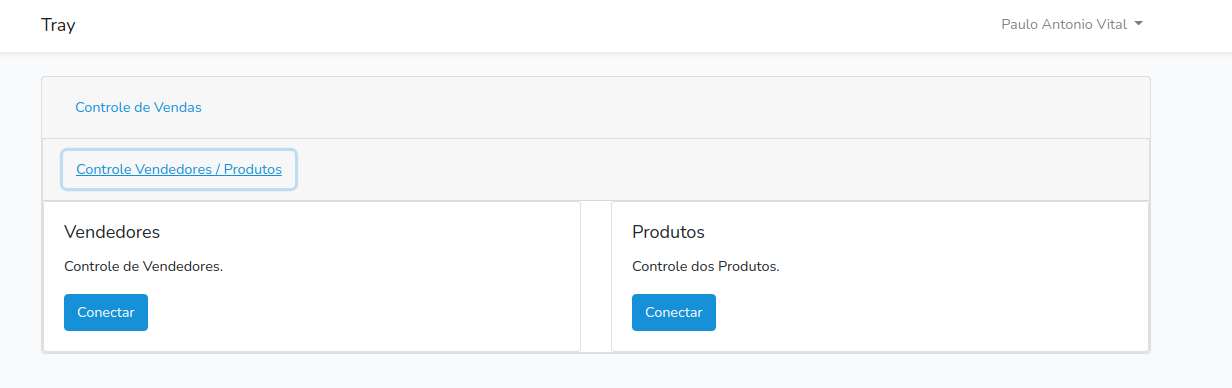 Tray
Paulo Antonio Vital
Controle de Vendas
Controle Vendedores / Produtos
Vendedores
Controle de Vendedores.
Conectar
Produtos
Controle dos Produtos.
Conectar